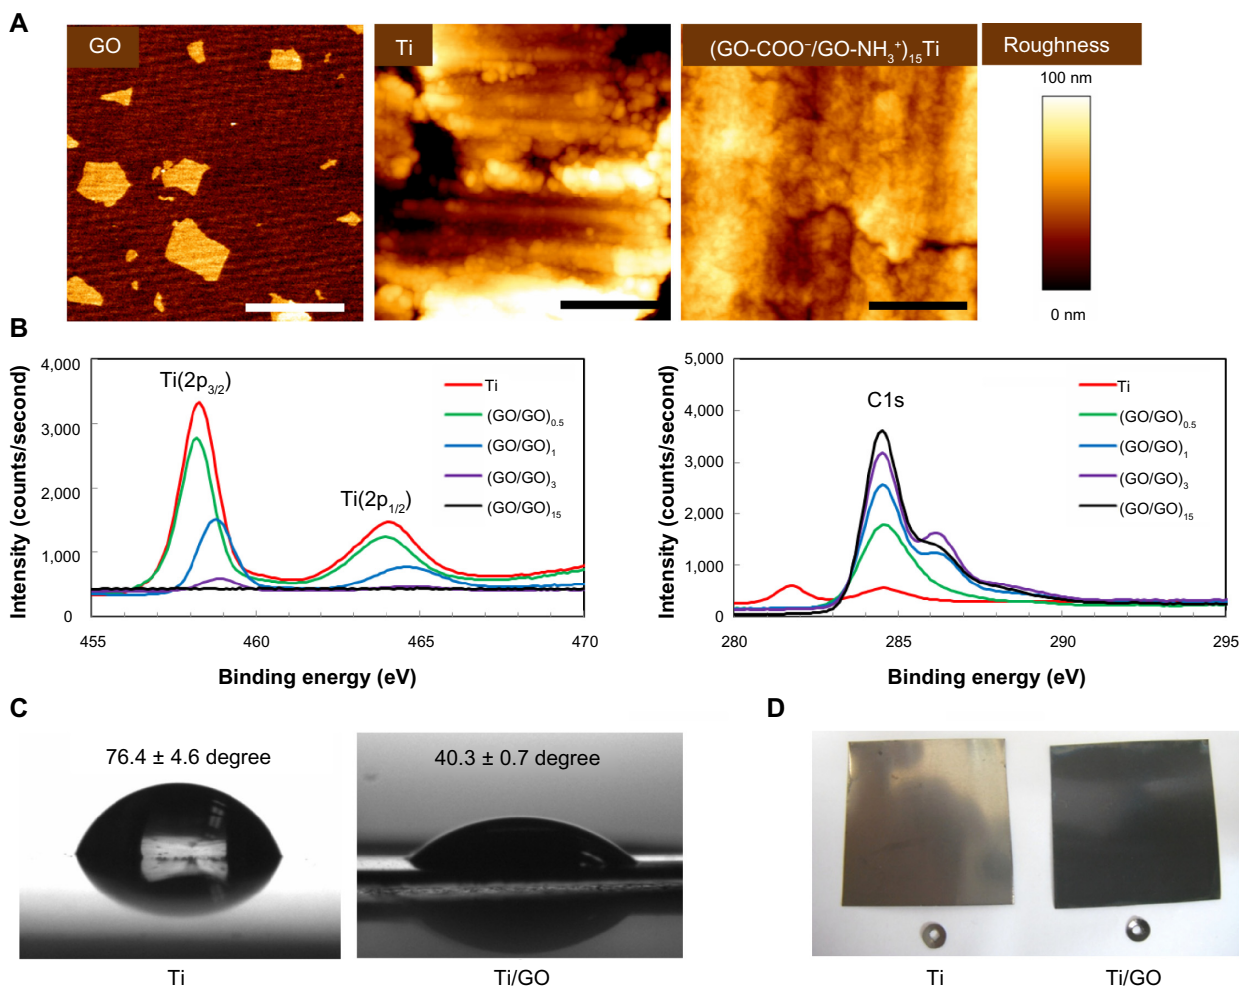 A
GO
Ti
(GO-COO⁻/GO-NH₃⁺)₁₅Ti
Roughness
100 nm
0 nm
B
Intensity (counts/second)
4,000
3,000
2,000
1,000
0
455
460
465
470
Binding energy (eV)
Ti(2p₃/₂)
Ti(2p₁/₂)
Ti
(GO/GO)₀.₅
(GO/GO)₁
(GO/GO)₃
(GO/GO)₁₅
Intensity (counts/second)
5,000
4,000
3,000
2,000
1,000
0
280
285
290
295
Binding energy (eV)
C1s
Ti
(GO/GO)₀.₅
(GO/GO)₁
(GO/GO)₃
(GO/GO)₁₅
C
76.4 ± 4.6 degree
Ti
40.3 ± 0.7 degree
Ti/GO
D
Ti
Ti/GO